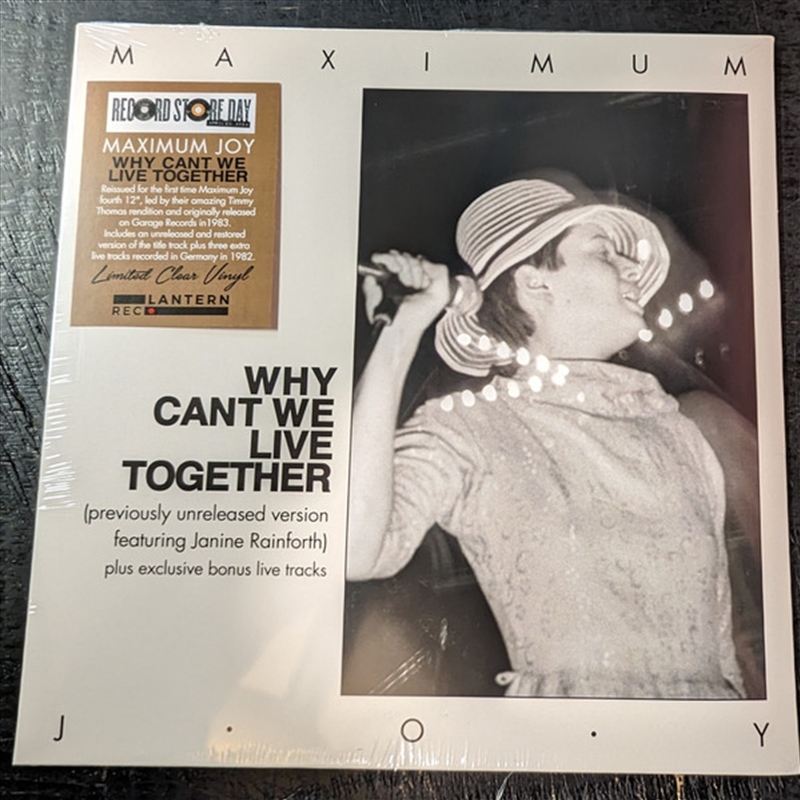 M A X I M U M
RECORD STORE DAY
MAXIMUM JOY
WHY CANT WE
LIVE TOGETHER
Reissued for the first time Maximum Joy
fourth 12", led by their amazing Timmy
Thomas rendition and originally released
on Garage Records in1983.
Includes an unreleased and restored
version of the title track plus three extra
live tracks recorded in Germany in 1982.
Limited Clear Vinyl
LANTERN
REC
WHY
CANT WE
LIVE
TOGETHER
(previously unreleased version
featuring Janine Rainforth)
plus exclusive bonus live tracks
J · O · Y